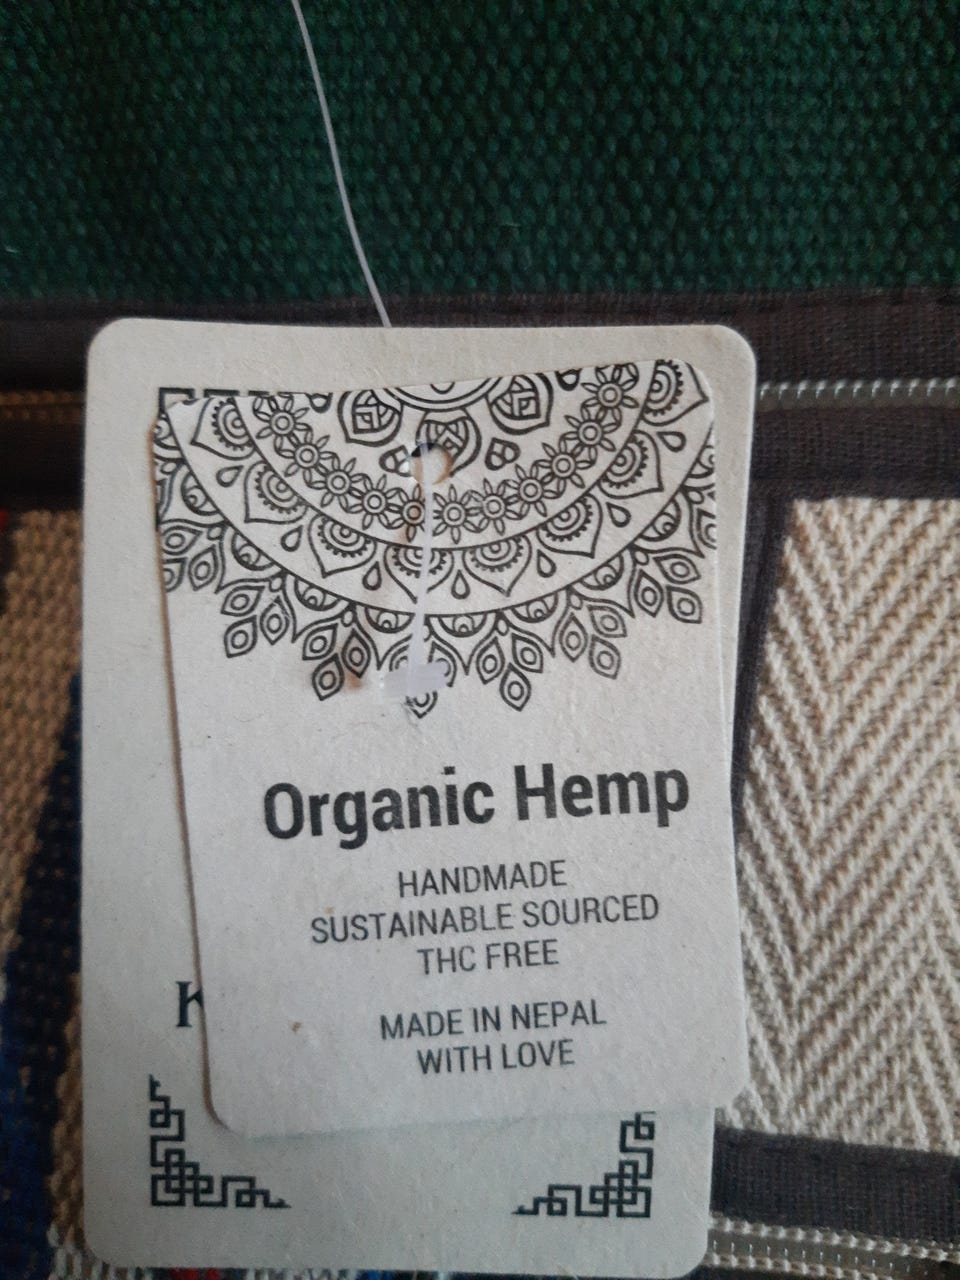 Organic Hemp
HANDMADE
SUSTAINABLE SOURCED
THC FREE
MADE IN NEPAL
WITH LOVE
K